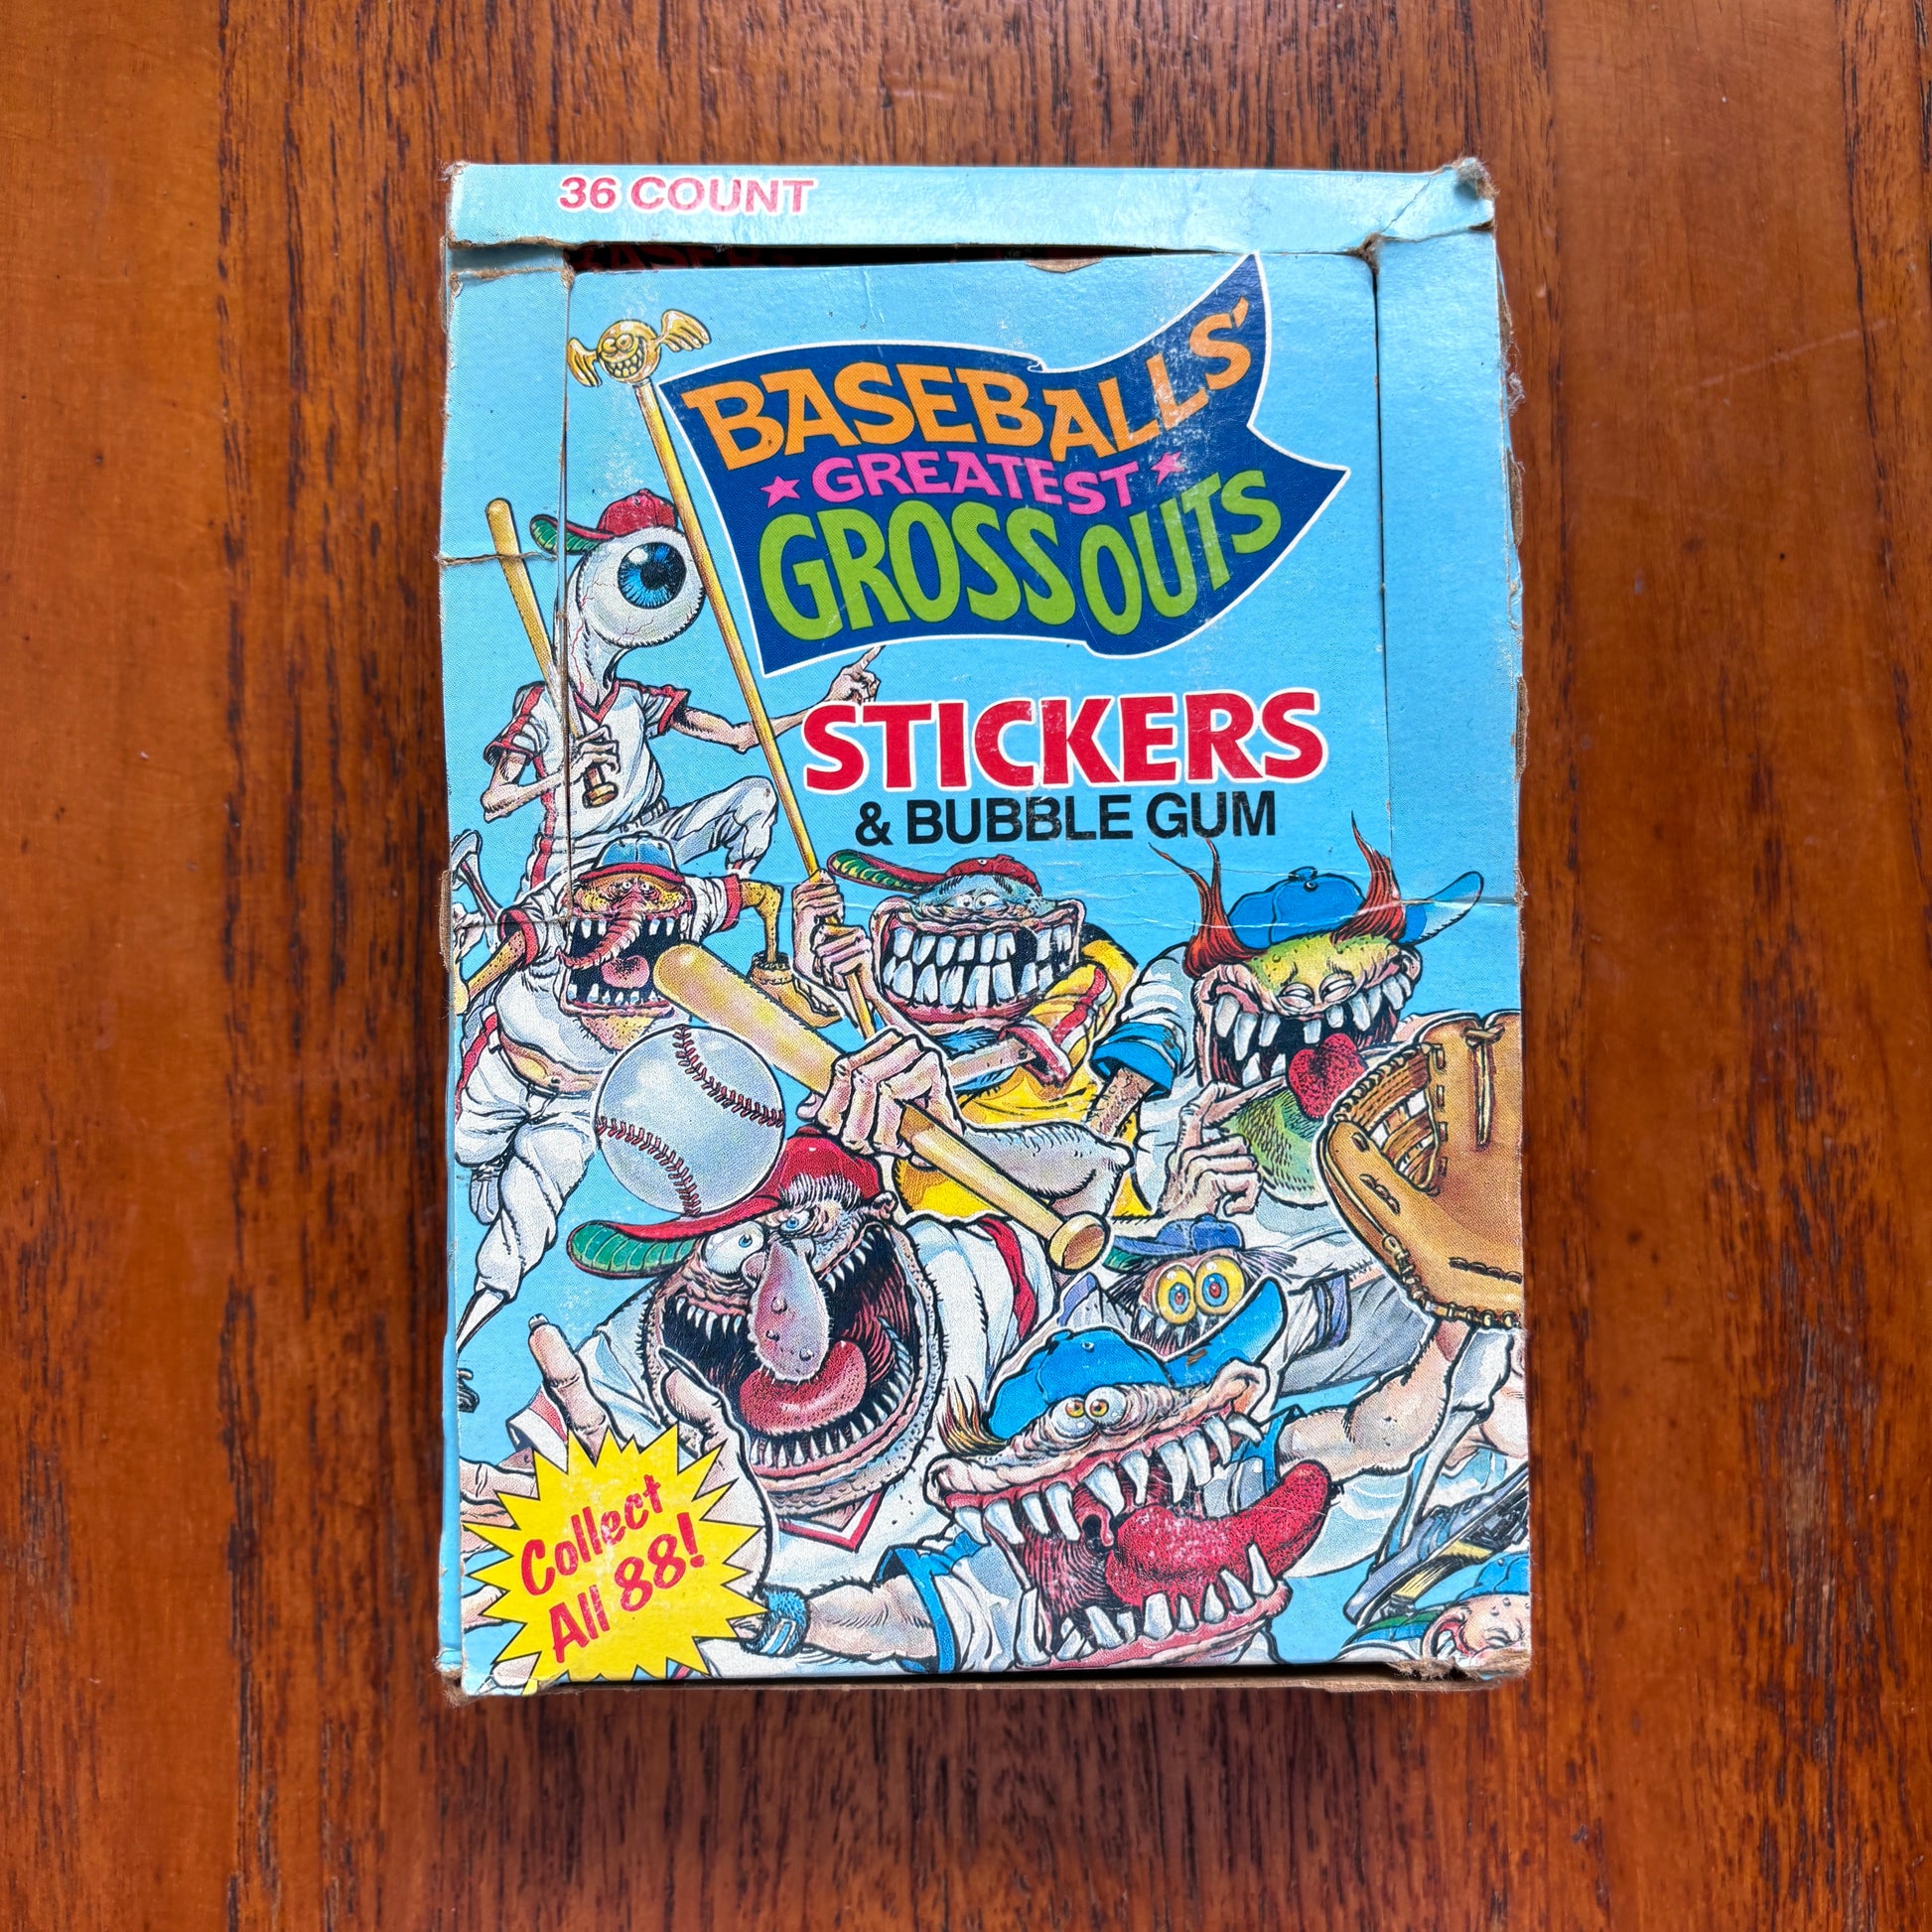 36 COUNT
BASEBALLS'
GREATEST
GROSS OUTS
STICKERS
& BUBBLE GUM
Collect
All 88!